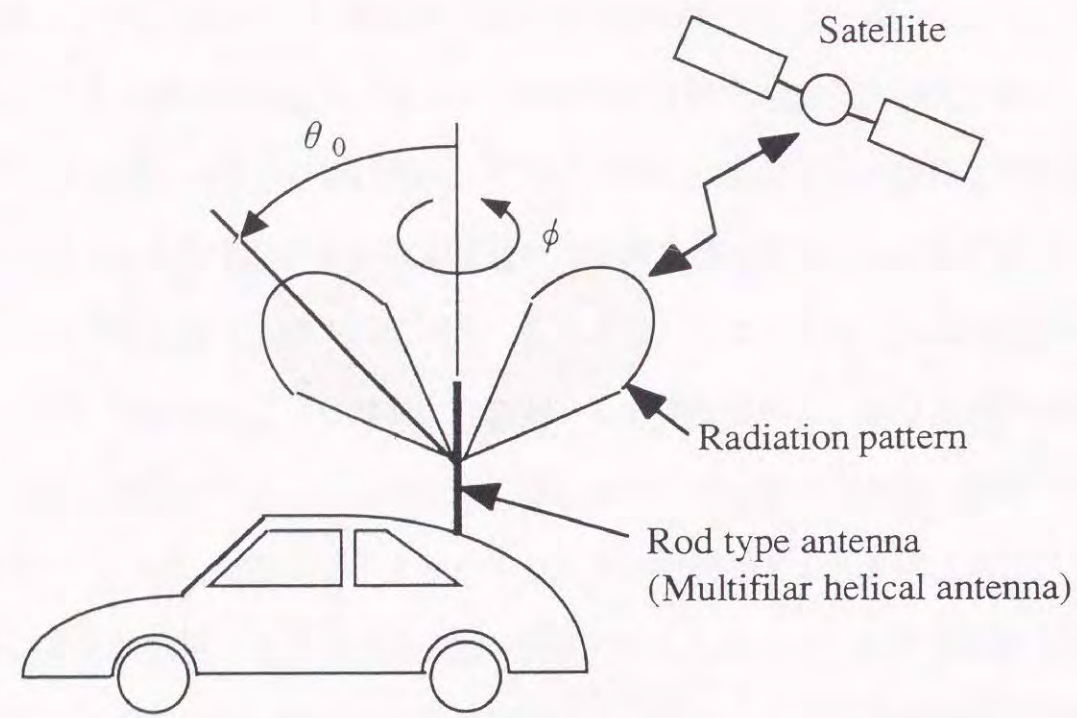 Satellite
θ 0
φ
Radiation pattern
Rod type antenna
(Multifilar helical antenna)